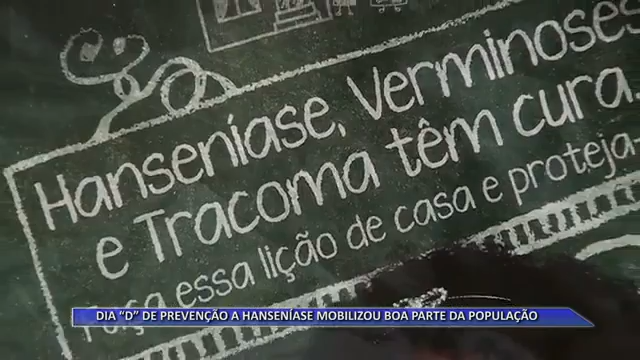 Hanseníase, Verminoses
e Tracoma têm cura.
Faça essa lição de casa e proteja-
DIA “D” DE PREVENÇÃO A HANSENÍASE MOBILIZOU BOA PARTE DA POPULAÇÃO